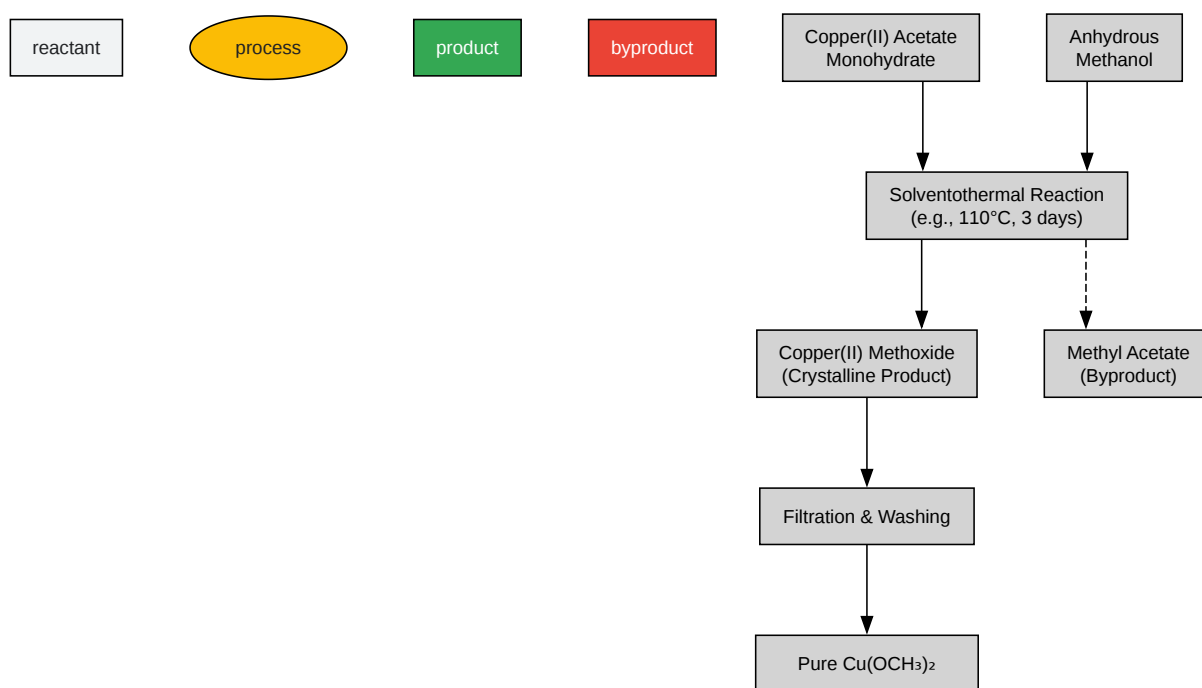 reactant
process
product
byproduct
Copper(II) Acetate
Monohydrate
Anhydrous
Methanol
Solventothermal Reaction
(e.g., 110°C, 3 days)
Copper(II) Methoxide
(Crystalline Product)
Methyl Acetate
(Byproduct)
Filtration & Washing
Pure Cu(OCH₃)₂